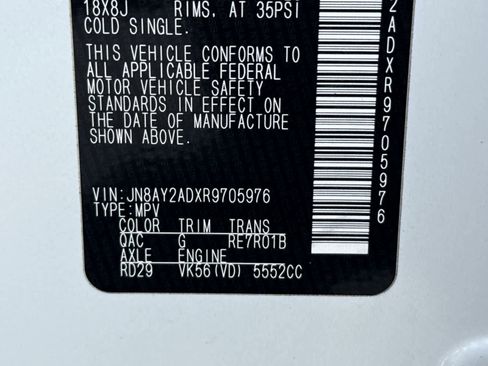 18X8J RIMS, AT 35PSI
COLD SINGLE.
THIS VEHICLE CONFORMS TO
ALL APPLICABLE FEDERAL
MOTOR VEHICLE SAFETY
STANDARDS IN EFFECT ON
THE DATE OF MANUFACTURE
SHOWN ABOVE.
VIN:JN8AY2ADXR9705976
TYPE:MPV
COLOR TRIM TRANS
QAC G RE7R01B
AXLE ENGINE
RD29 VK56(VD) 5552CC
2ADXR9705976